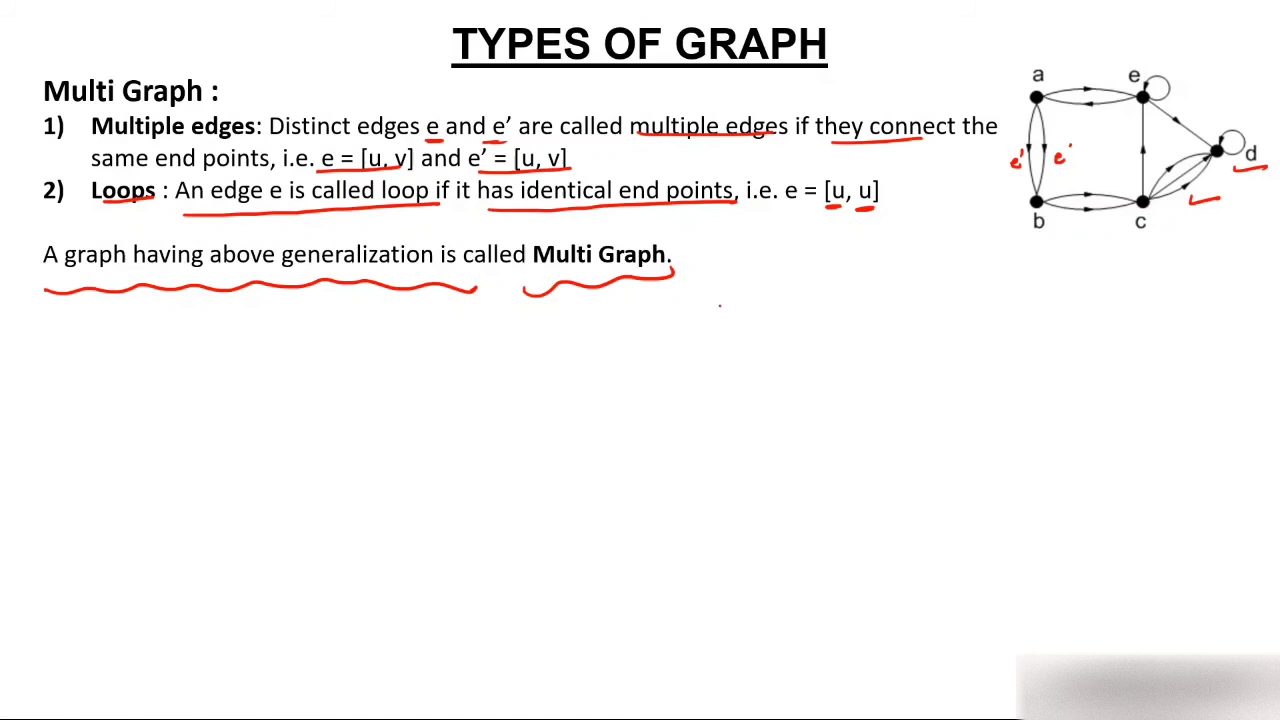 TYPES OF GRAPH
Multi Graph :
1) Multiple edges: Distinct edges e and e’ are called multiple edges if they connect the
same end points, i.e. e = [u, v] and e’ = [u, v]
2) Loops : An edge e is called loop if it has identical end points, i.e. e = [u, u]
A graph having above generalization is called Multi Graph.
a e
e' e' d
b c